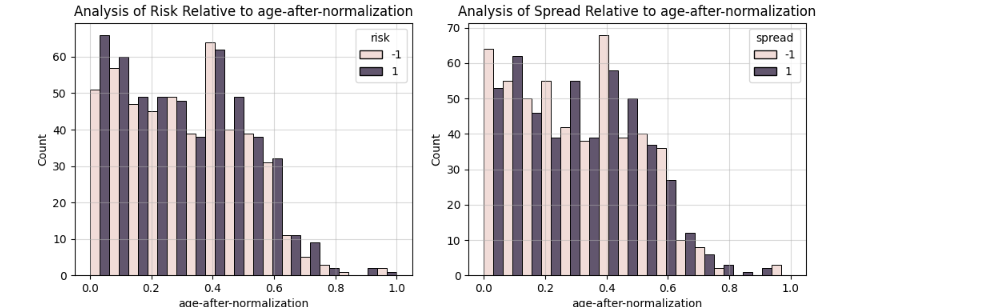 Analysis of Risk Relative to age-after-normalization
Count
60
50
40
30
20
10
0
risk
-1
1
0.0 0.2 0.4 0.6 0.8 1.0
age-after-normalization
Analysis of Spread Relative to age-after-normalization
Count
70
60
50
40
30
20
10
0
spread
-1
1
0.0 0.2 0.4 0.6 0.8 1.0
age-after-normalization